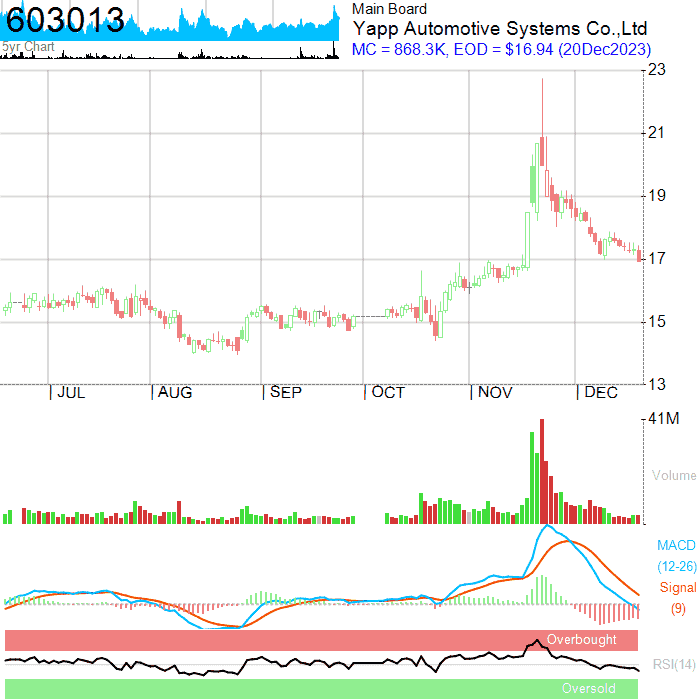 603013
5yr Chart
Main Board
Yapp Automotive Systems Co.,Ltd
MC = 868.3K, EOD = $16.94 (20Dec2023)
23
21
19
17
15
13
JUL AUG SEP OCT NOV DEC
41M
Volume
MACD
(12-26)
Signal
(9)
Overbought
RSI(14)
Oversold